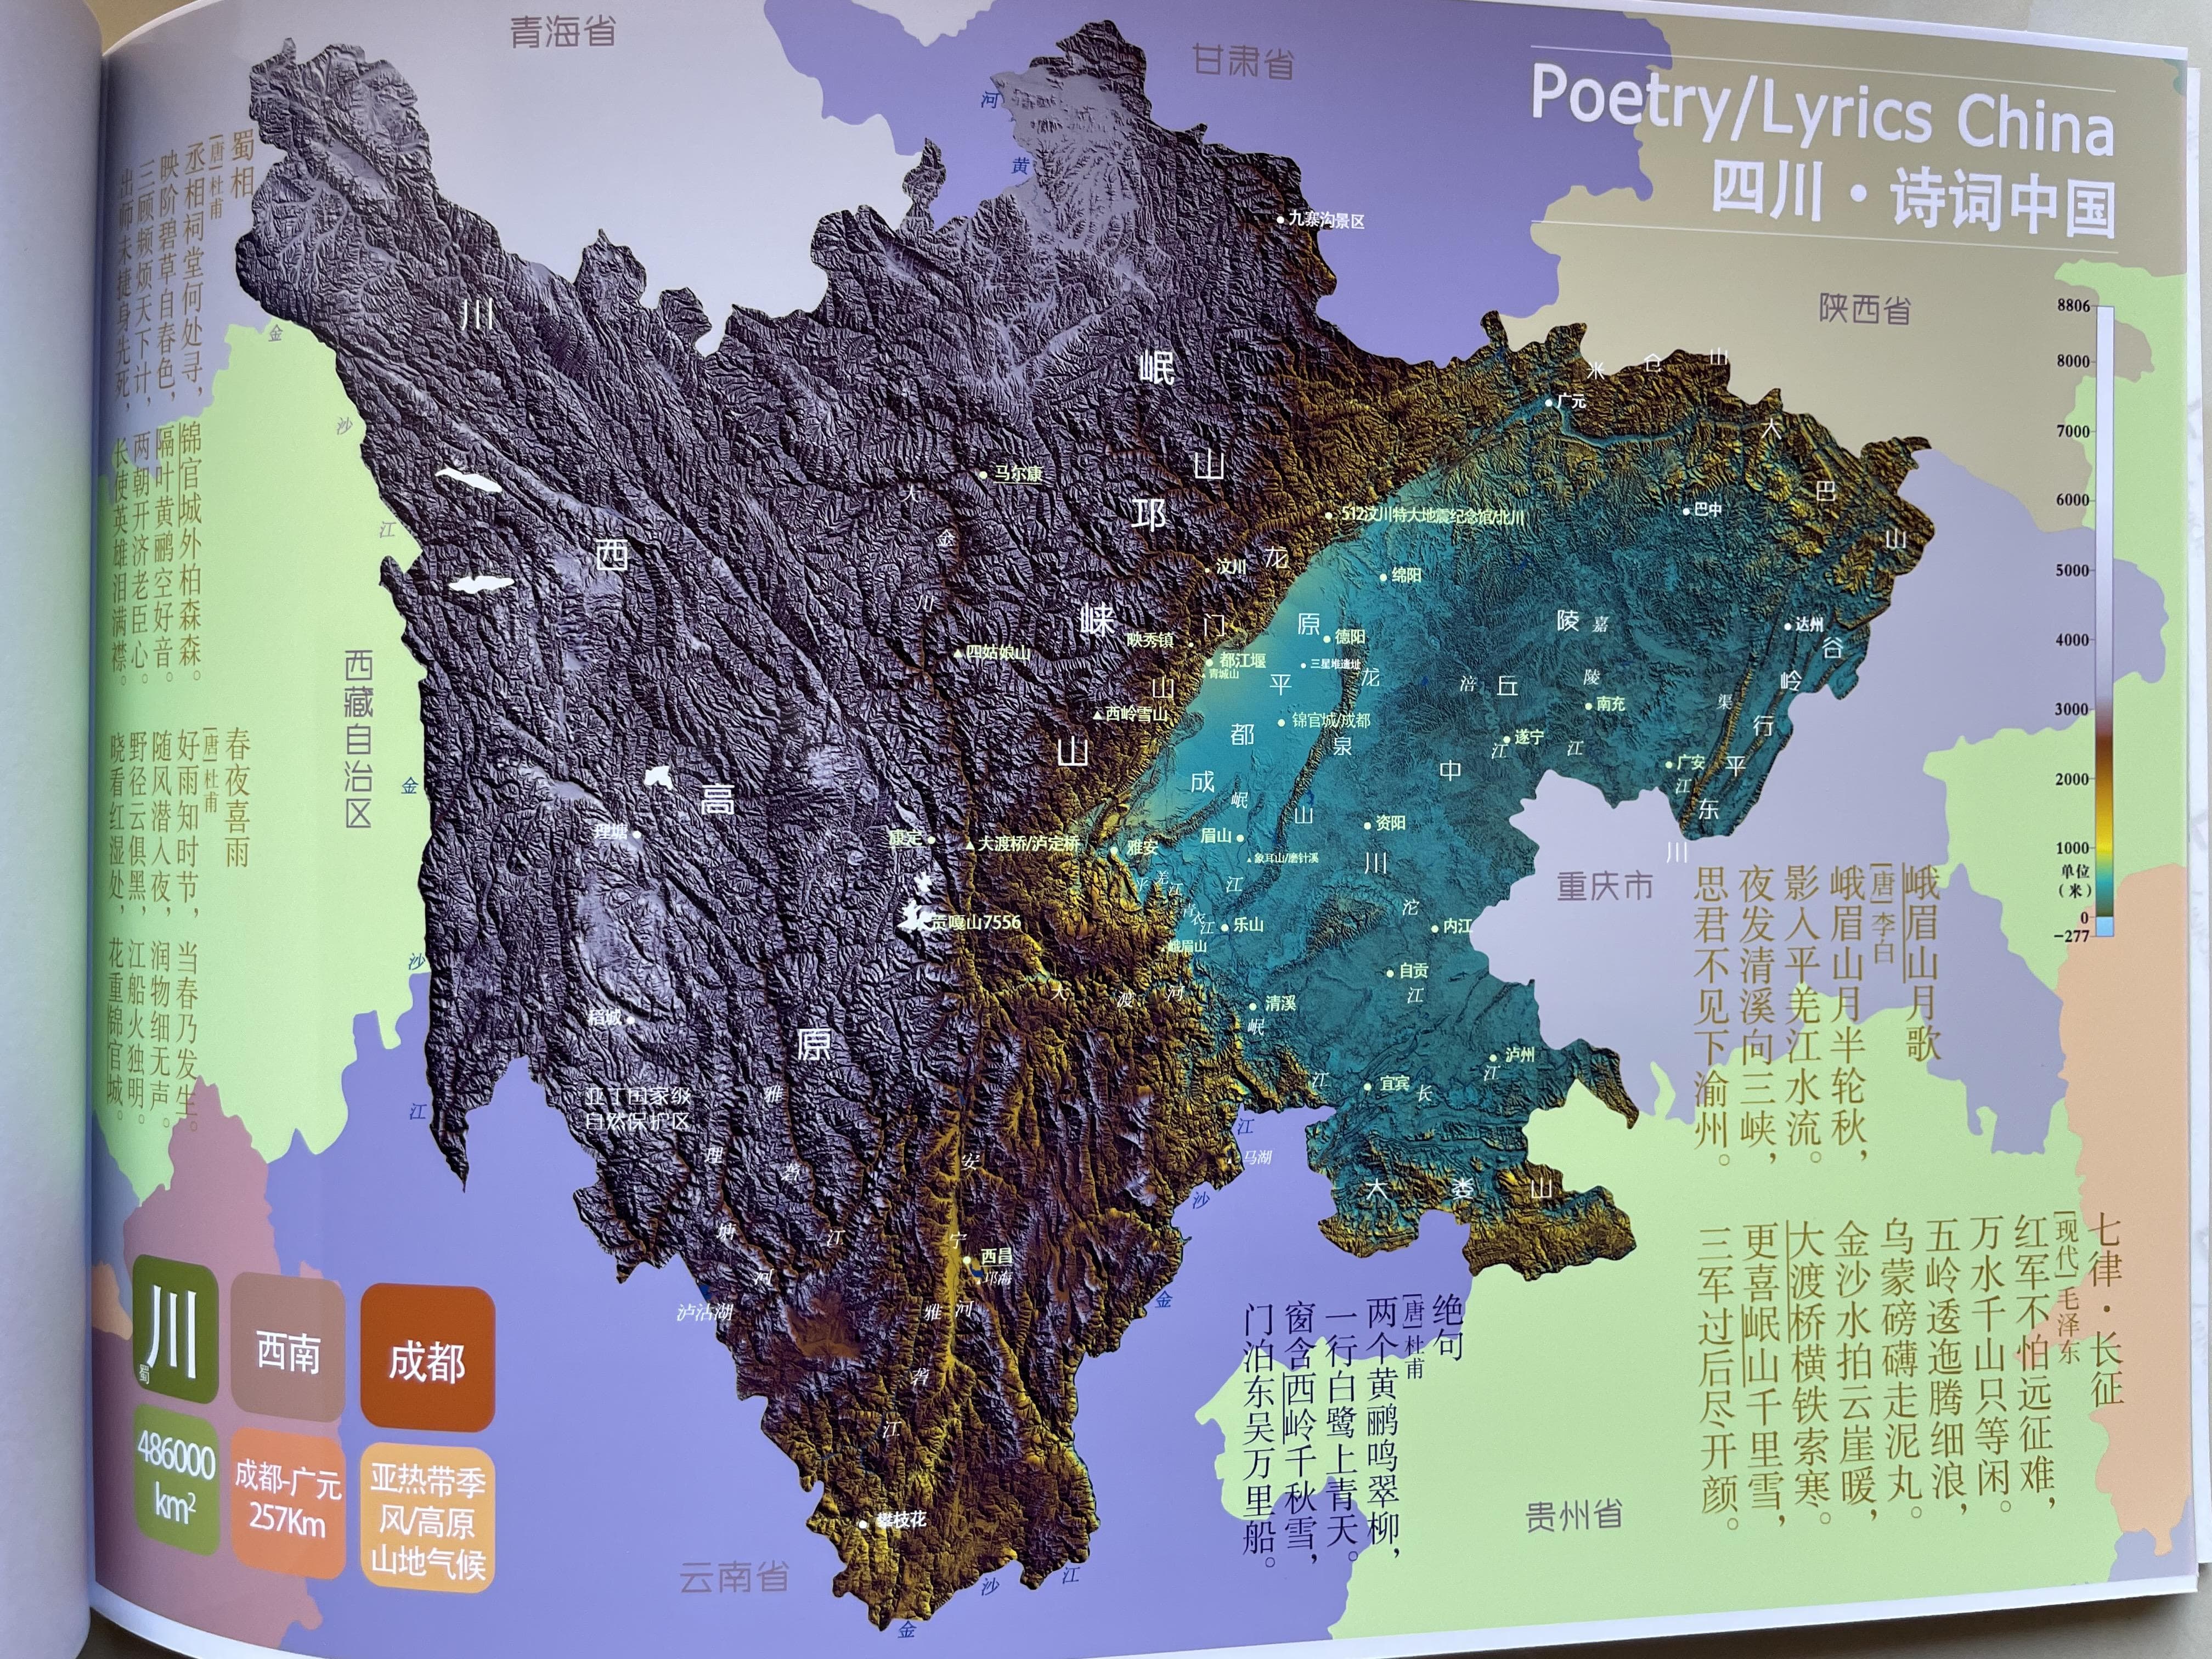 Poetry/Lyrics China
四川·诗词中国
青海省
甘肃省
陕西省
重庆市
贵州省
云南省
西藏自治区
蜀相
[唐]杜甫
丞相祠堂何处寻，锦官城外柏森森。
映阶碧草自春色，隔叶黄鹂空好音。
三顾频烦天下计，两朝开济老臣心。
出师未捷身先死，长使英雄泪满襟。
春夜喜雨
[唐]杜甫
好雨知时节，当春乃发生。
随风潜入夜，润物细无声。
野径云俱黑，江船火独明。
晓看红湿处，花重锦官城。
峨眉山月歌
[唐]李白
峨眉山月半轮秋，
影入平羌江水流。
夜发清溪向三峡，
思君不见下渝州。
七律·长征
[现代]毛泽东
红军不怕远征难，
万水千山只等闲。
五岭逶迤腾细浪，
乌蒙磅礴走泥丸。
金沙水拍云崖暖，
大渡桥横铁索寒。
更喜岷山千里雪，
三军过后尽开颜。
绝句
[唐]杜甫
两个黄鹂鸣翠柳，
一行白鹭上青天。
窗含西岭千秋雪，
门泊东吴万里船。
8806
8000
7000
6000
5000
4000
3000
2000
1000
单位
(米)
0
-277
川西高原
岷山
邛崃山
龙门山
成都平原
龙泉山
川中丘陵
川东平行岭谷
米仓山
大巴山
大娄山
黄河
金沙江
金沙江
金沙江
金沙江
大金川
大渡河
雅砻江
雅砻江
理塘河
安宁河
岷江
岷江
青衣江
平羌江
沱江
涪江
嘉陵江
渠江
长江
九寨沟景区
广元
巴中
达州
马尔康
512汶川特大地震纪念馆/北川
汶川
绵阳
映秀镇
德阳
都江堰
青城山
三星堆遗址
四姑娘山
西岭雪山
锦官城/成都
南充
遂宁
广安
理塘
康定
大渡桥/泸定桥
雅安
眉山
象耳山/磨针溪
资阳
贡嘎山7556
乐山
峨眉山
内江
自贡
清溪
稻城
亚丁国家级
自然保护区
宜宾
泸州
马湖
西昌
邛海
泸沽湖
攀枝花
川
蜀
西南
成都
486000
km²
成都-广元
257Km
亚热带季
风/高原
山地气候